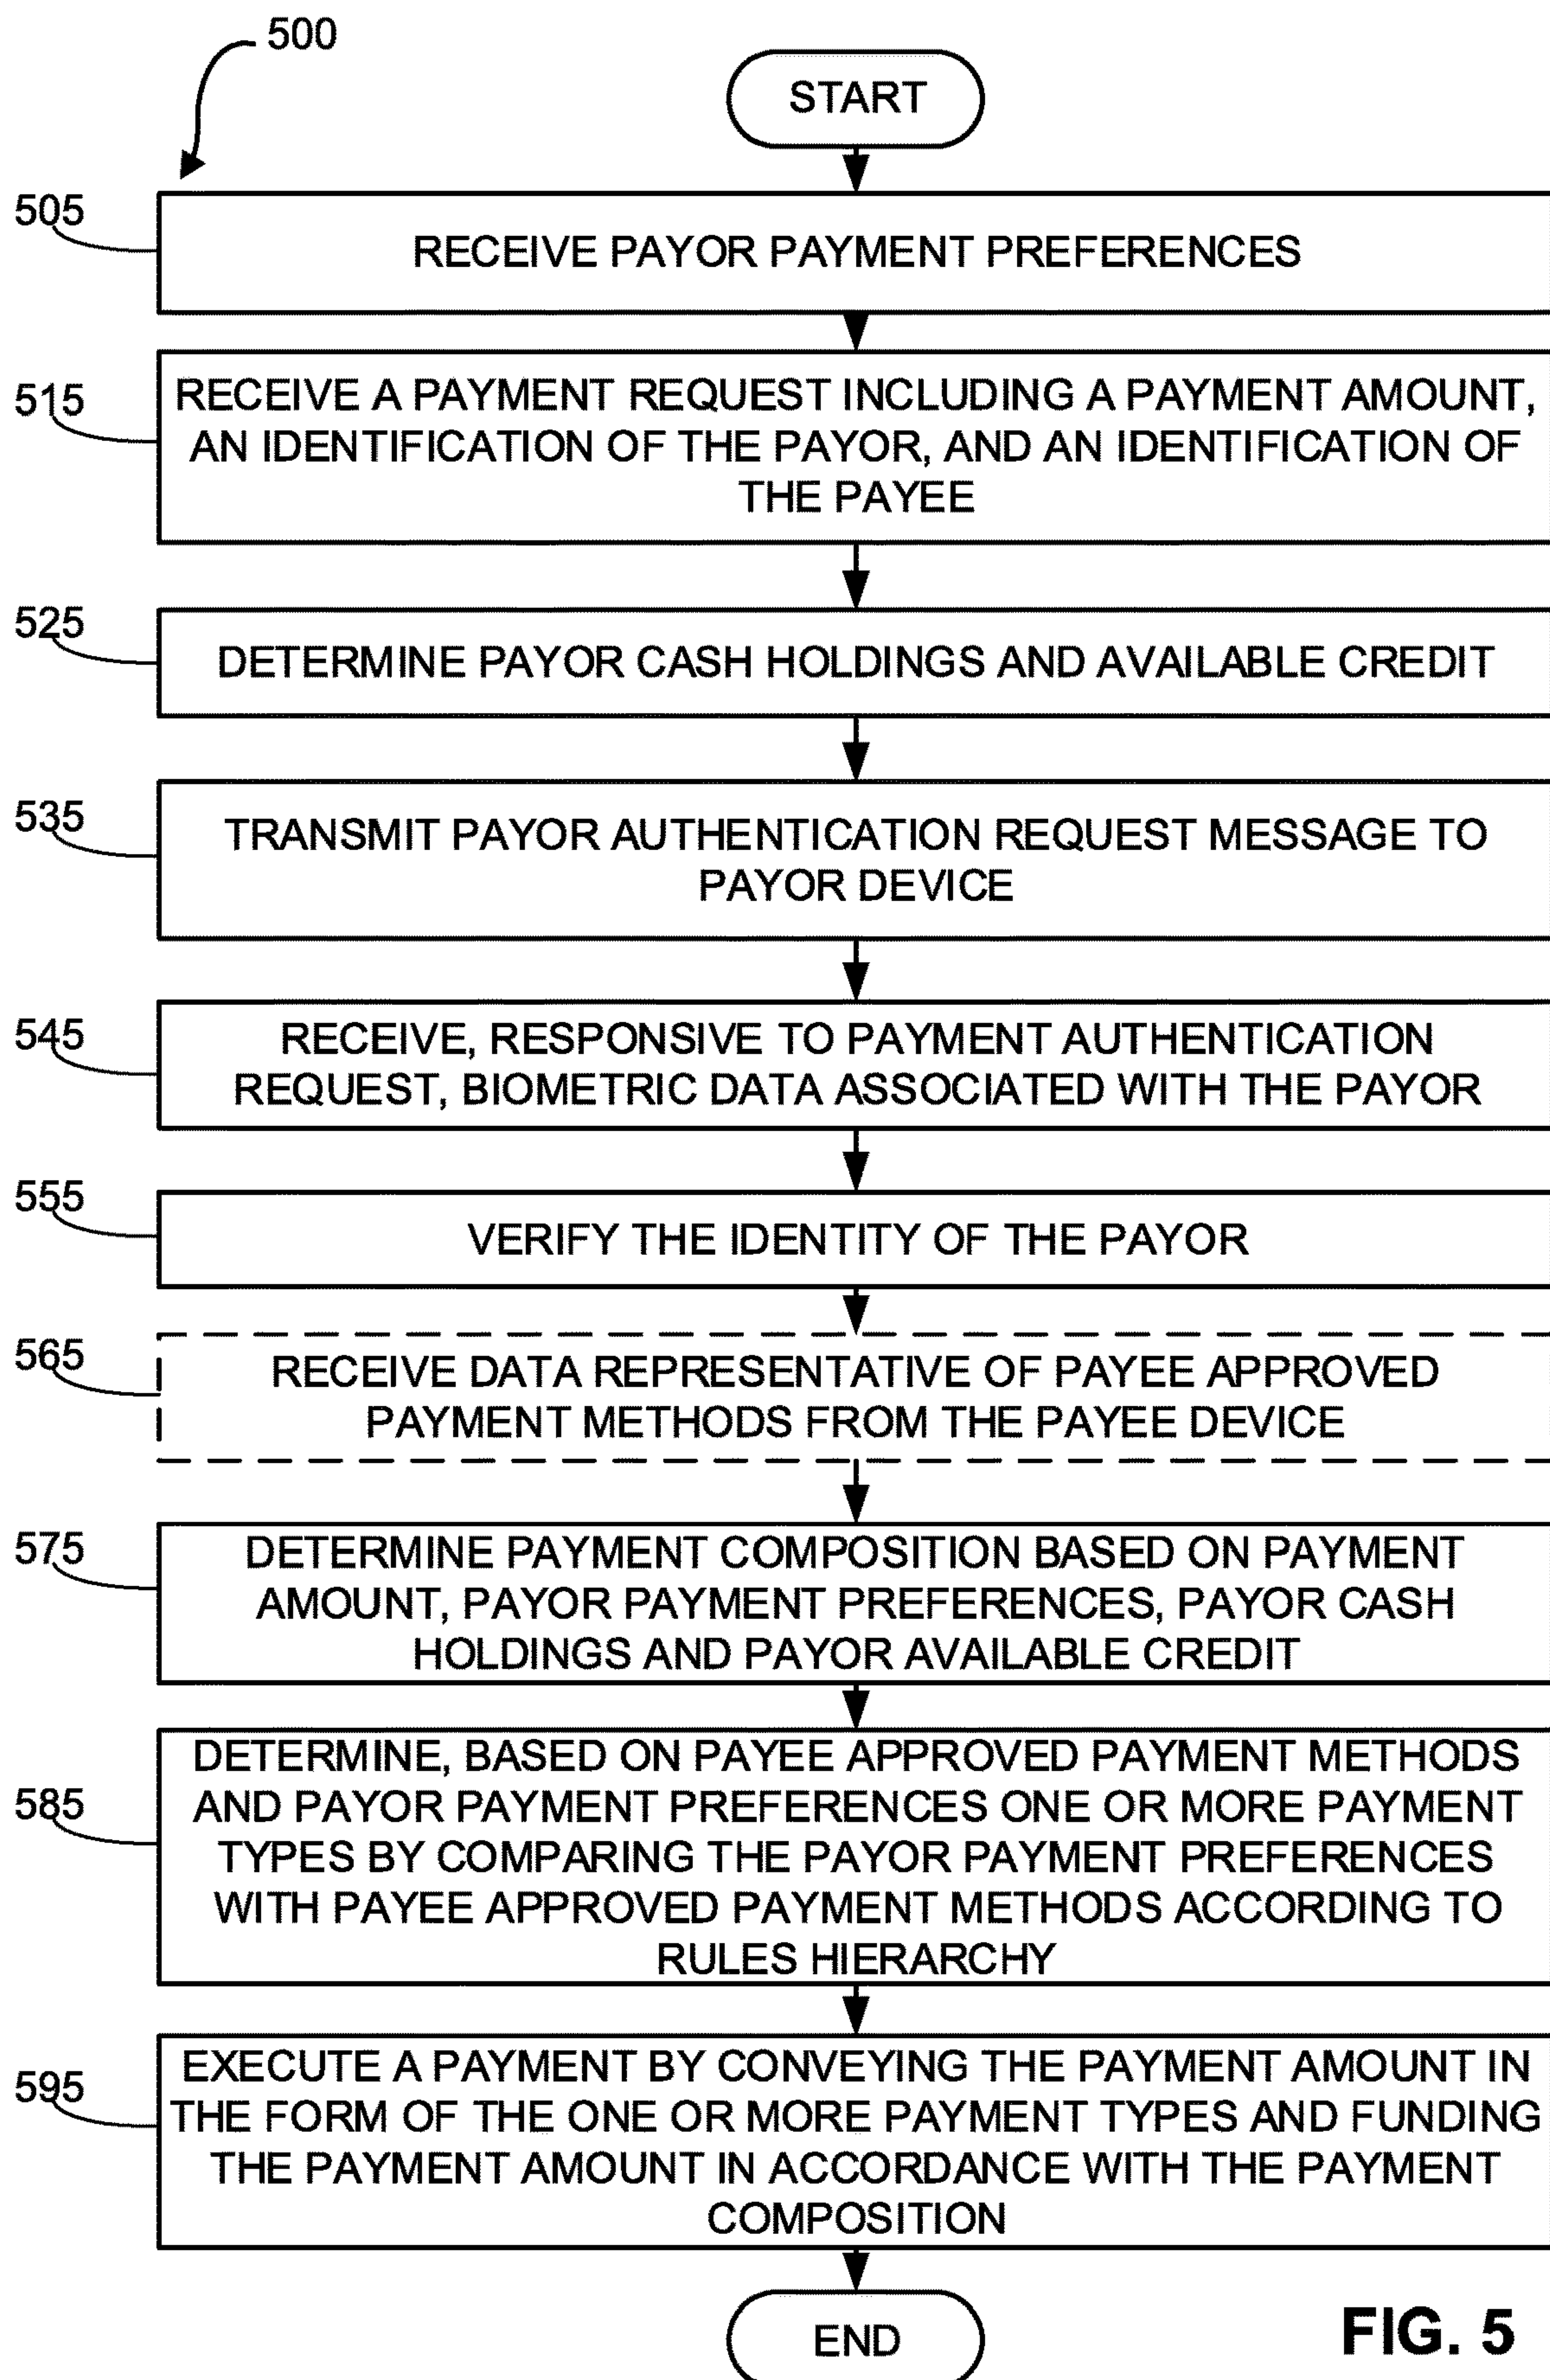 500
START
505
RECEIVE PAYOR PAYMENT PREFERENCES
515
RECEIVE A PAYMENT REQUEST INCLUDING A PAYMENT AMOUNT,
AN IDENTIFICATION OF THE PAYOR, AND AN IDENTIFICATION OF
THE PAYEE
525
DETERMINE PAYOR CASH HOLDINGS AND AVAILABLE CREDIT
535
TRANSMIT PAYOR AUTHENTICATION REQUEST MESSAGE TO
PAYOR DEVICE
545
RECEIVE, RESPONSIVE TO PAYMENT AUTHENTICATION
REQUEST, BIOMETRIC DATA ASSOCIATED WITH THE PAYOR
555
VERIFY THE IDENTITY OF THE PAYOR
565
RECEIVE DATA REPRESENTATIVE OF PAYEE APPROVED
PAYMENT METHODS FROM THE PAYEE DEVICE
575
DETERMINE PAYMENT COMPOSITION BASED ON PAYMENT
AMOUNT, PAYOR PAYMENT PREFERENCES, PAYOR CASH
HOLDINGS AND PAYOR AVAILABLE CREDIT
585
DETERMINE, BASED ON PAYEE APPROVED PAYMENT METHODS
AND PAYOR PAYMENT PREFERENCES ONE OR MORE PAYMENT
TYPES BY COMPARING THE PAYOR PAYMENT PREFERENCES
WITH PAYEE APPROVED PAYMENT METHODS ACCORDING TO
RULES HIERARCHY
595
EXECUTE A PAYMENT BY CONVEYING THE PAYMENT AMOUNT IN
THE FORM OF THE ONE OR MORE PAYMENT TYPES AND FUNDING
THE PAYMENT AMOUNT IN ACCORDANCE WITH THE PAYMENT
COMPOSITION
END
FIG. 5